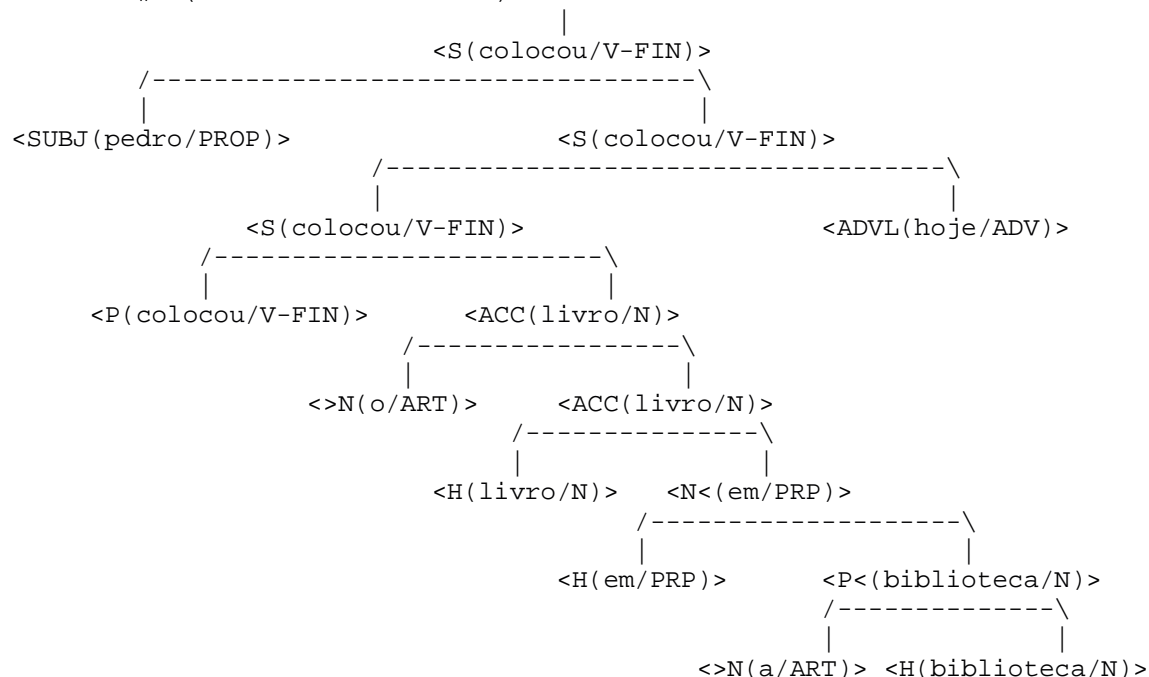 <S(colocou/V-FIN)>
<SUBJ(pedro/PROP)> <S(colocou/V-FIN)>
<S(colocou/V-FIN)> <ADVL(hoje/ADV)>
<P(colocou/V-FIN)> <ACC(livro/N)>
<>N(o/ART)> <ACC(livro/N)>
<H(livro/N)> <N<(em/PRP)>
<H(em/PRP)> <P<(biblioteca/N)>
<>N(a/ART)> <H(biblioteca/N)>